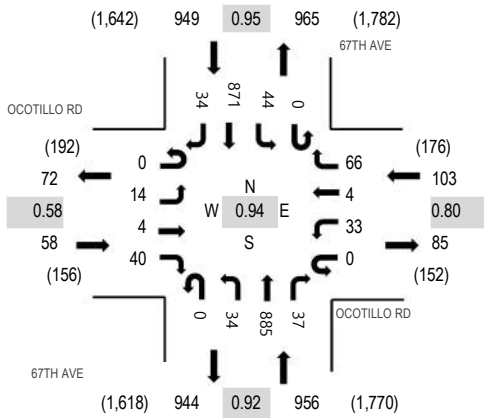 (1,642) 949 0.95 965 (1,782)
67TH AVE
34 871 44 0
OCOTILLO RD
(192) 0 66 (176)
72 14 4 103
N
0.58 W 0.94 E 0.80
S
58 4 33 85
(156) 40 0 (152)
0 34 885 37
OCOTILLO RD
67TH AVE
(1,618) 944 0.92 956 (1,770)